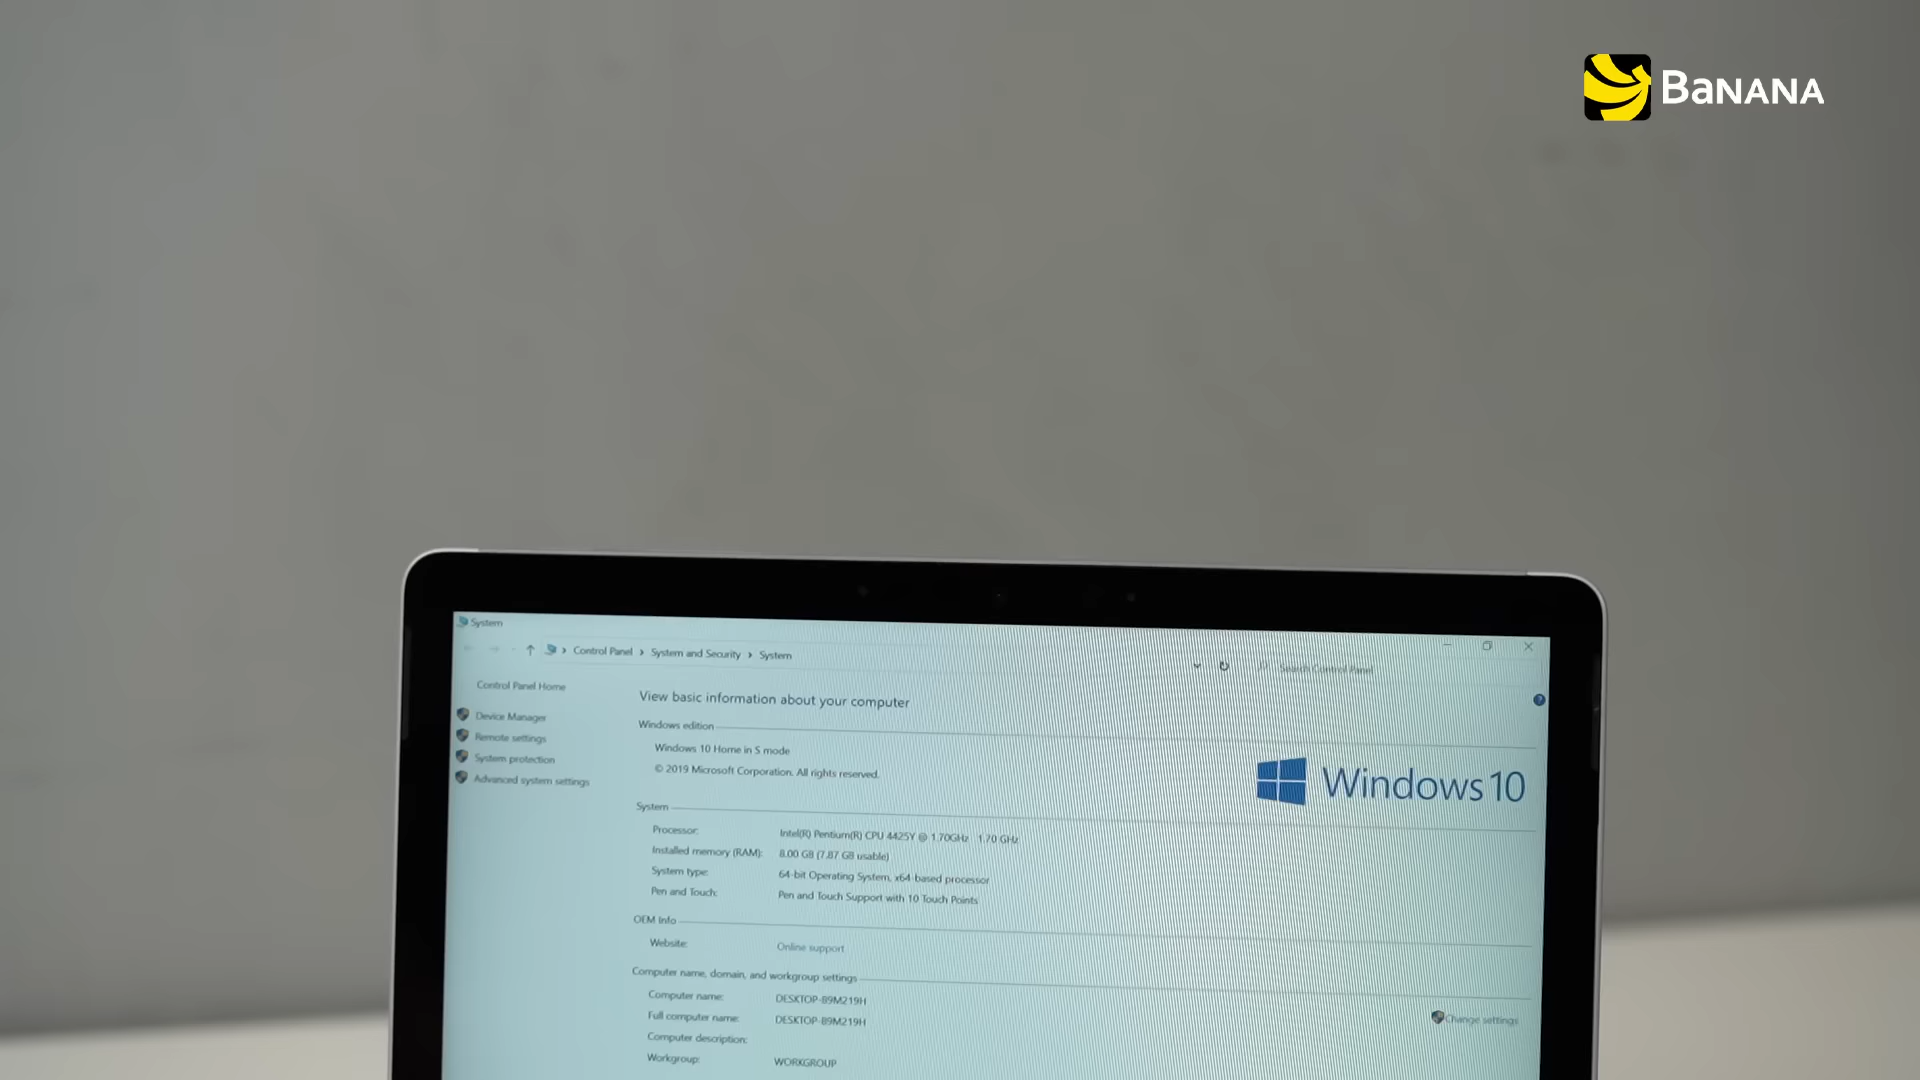 BaNANA
System
Control Panel > System and Security > System
Search Control Panel
Control Panel Home
Device Manager
Remote settings
System protection
Advanced system settings
View basic information about your computer
Windows edition
Windows 10 Home in S mode
© 2019 Microsoft Corporation. All rights reserved.
Windows 10
System
Processor: Intel(R) Pentium(R) CPU 4425Y @ 1.70GHz 1.70 GHz
Installed memory (RAM): 8.00 GB (7.87 GB usable)
System type: 64-bit Operating System, x64-based processor
Pen and Touch: Pen and Touch Support with 10 Touch Points
OEM Info
Website: Online support
Computer name, domain, and workgroup settings
Computer name: DESKTOP-89M219H
Full computer name: DESKTOP-89M219H
Change settings
Computer description:
Workgroup: WORKGROUP